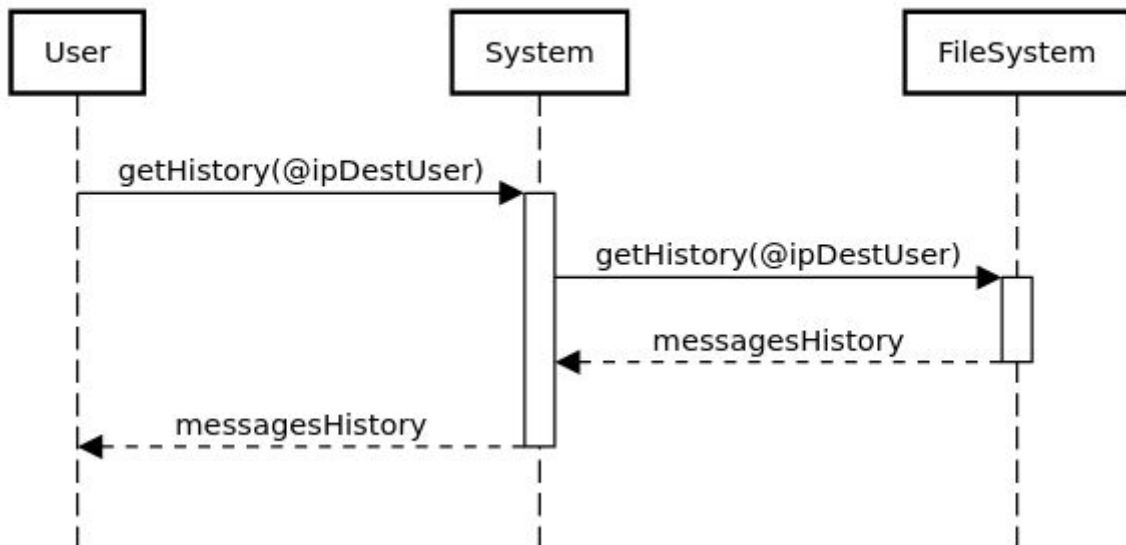 User
System
FileSystem
getHistory(@ipDestUser)
getHistory(@ipDestUser)
messagesHistory
messagesHistory